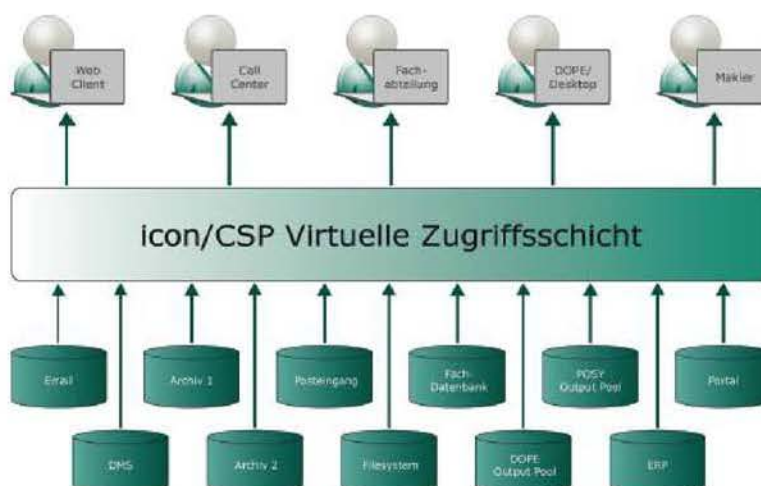 Web
Client
Call
Center
Fach-
abteilung
DOPE/
Desktop
Makler
icon/CSP Virtuelle Zugriffsschicht
Email
Archiv 1
Posteingang
Fach-
Datenbank
POSY
Output Pool
Portal
DMS
Archiv 2
Filesystem
DOPE
Output Pool
ERP